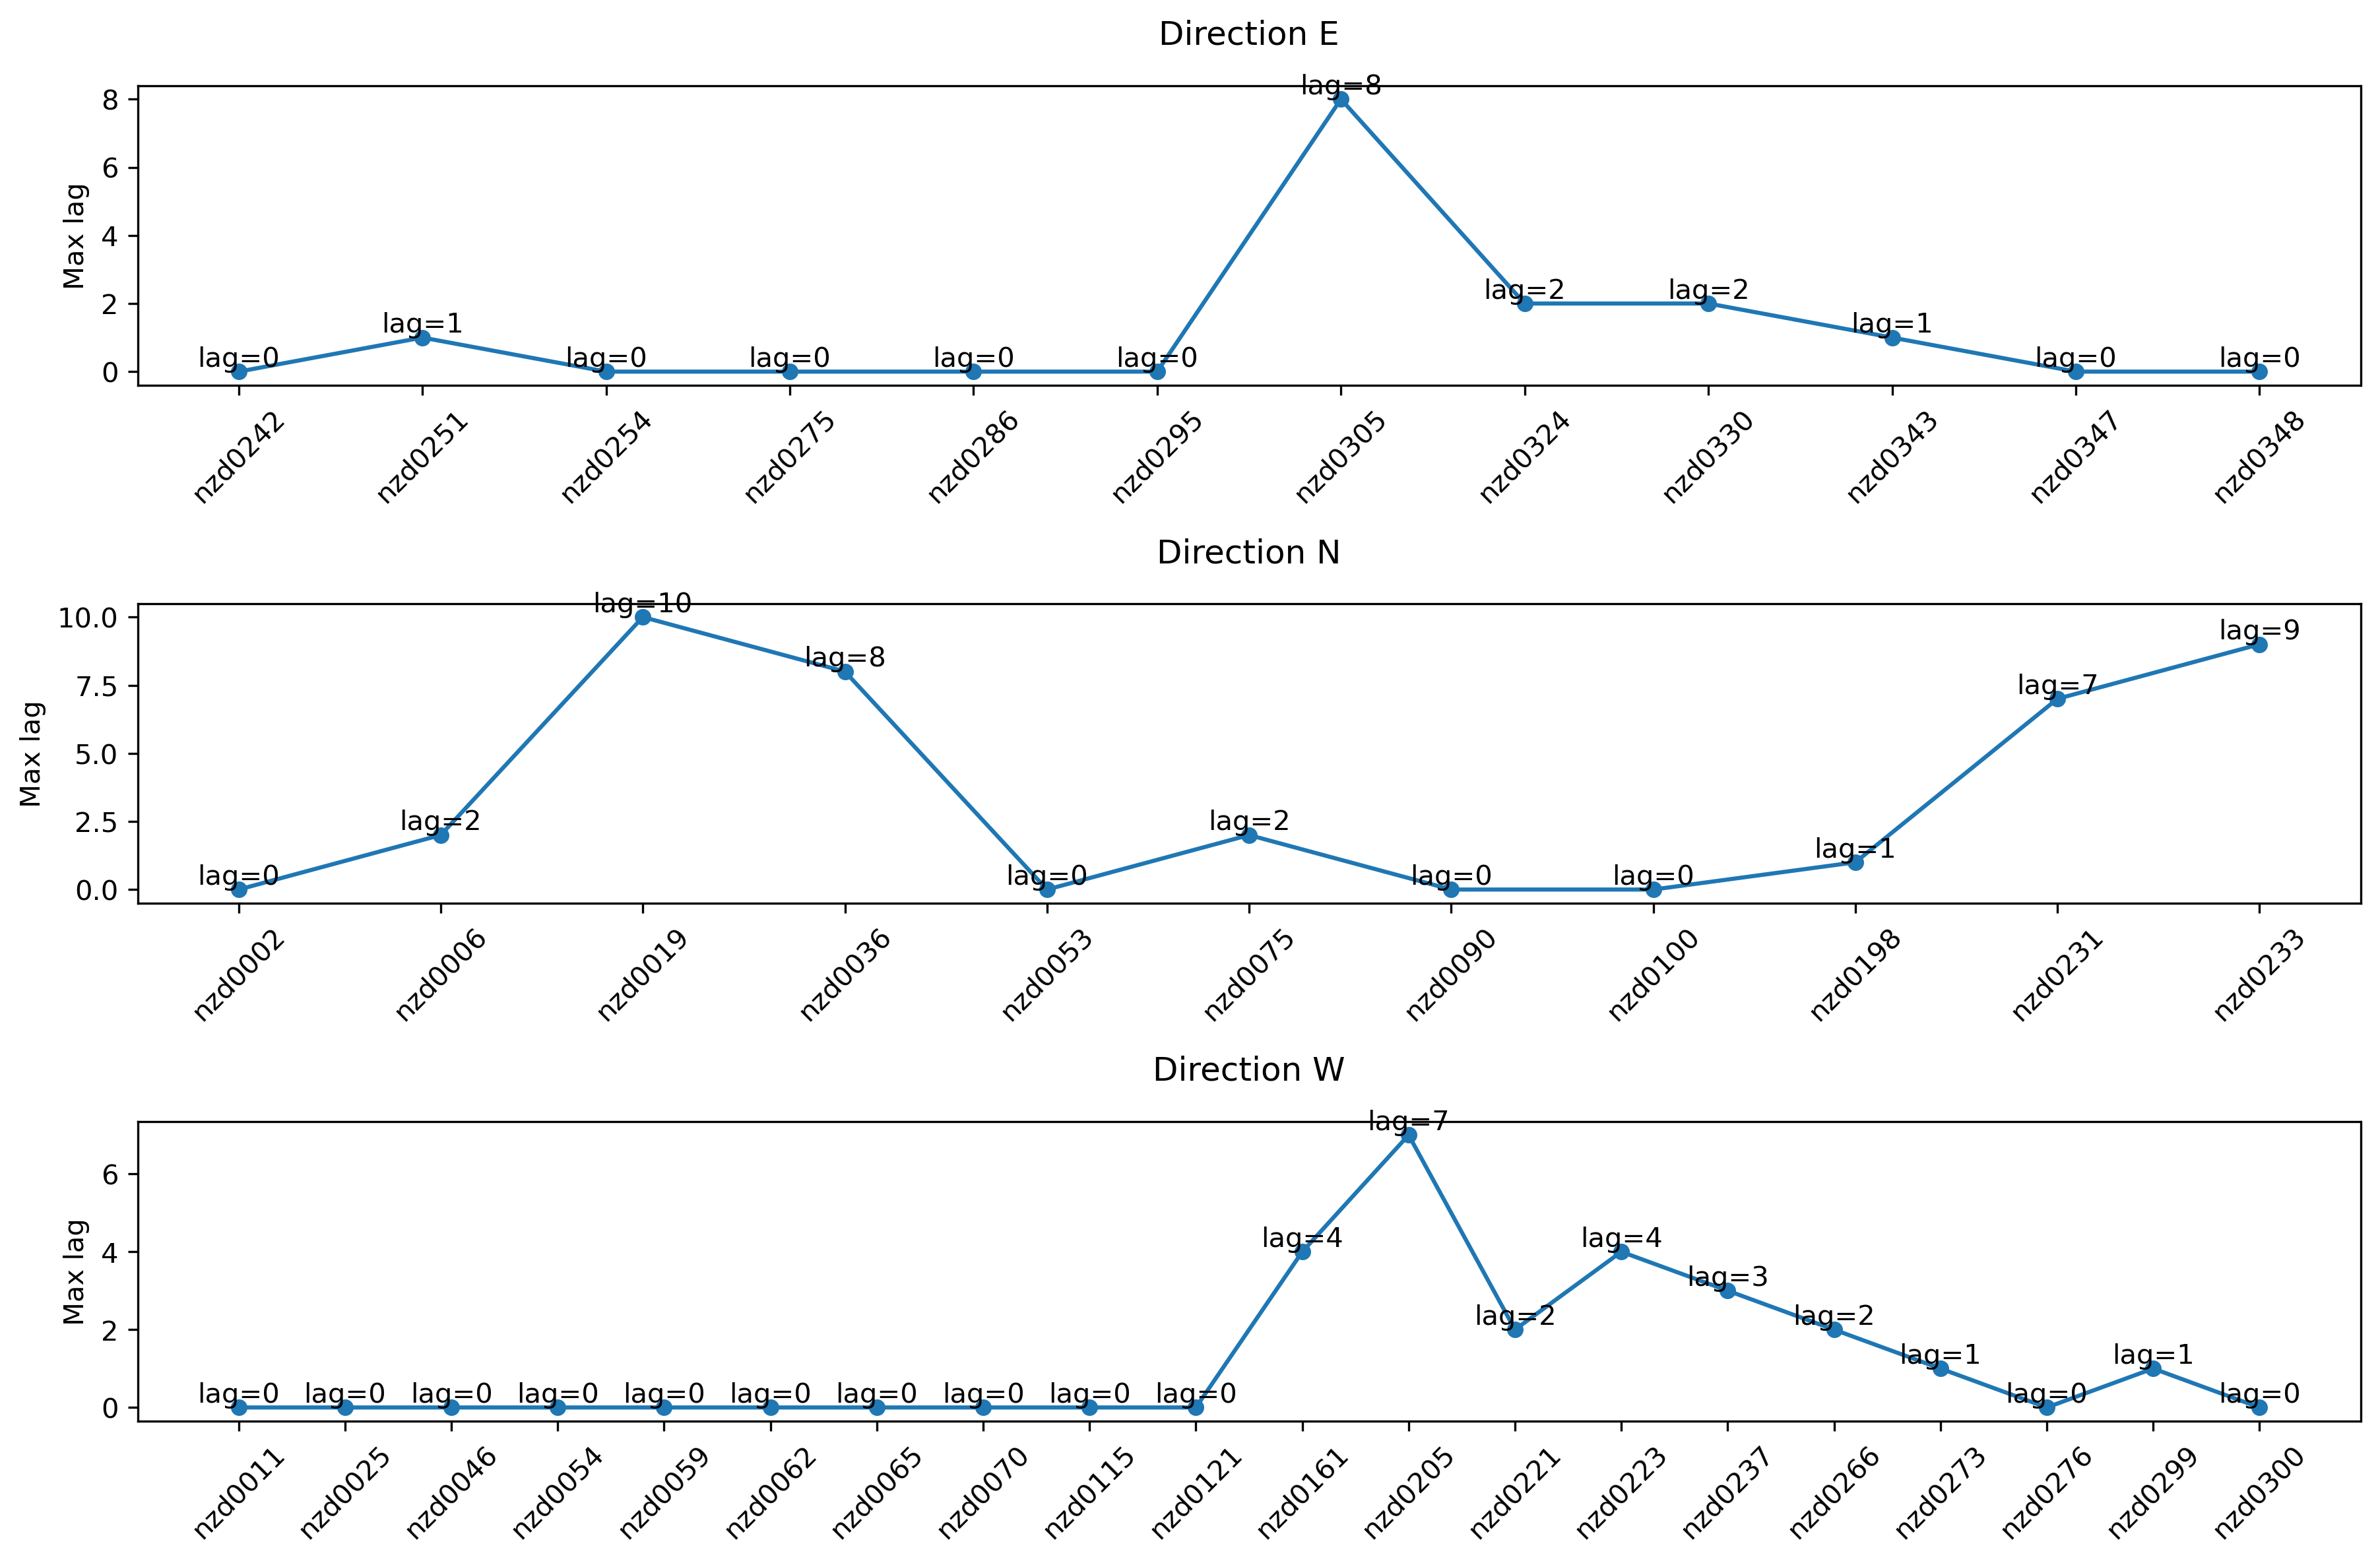 Direction E
Max lag
8
6
4
2
0
lag=0
lag=1
lag=0
lag=0
lag=0
lag=0
lag=8
lag=2
lag=2
lag=1
lag=0
lag=0
nzd0242
nzd0251
nzd0254
nzd0275
nzd0286
nzd0295
nzd0305
nzd0324
nzd0330
nzd0343
nzd0347
nzd0348
Direction N
Max lag
10.0
7.5
5.0
2.5
0.0
lag=0
lag=2
lag=10
lag=8
lag=0
lag=2
lag=0
lag=0
lag=1
lag=7
lag=9
nzd0002
nzd0006
nzd0019
nzd0036
nzd0053
nzd0075
nzd0090
nzd0100
nzd0198
nzd0231
nzd0233
Direction W
Max lag
6
4
2
0
lag=0
lag=0
lag=0
lag=0
lag=0
lag=0
lag=0
lag=0
lag=0
lag=0
lag=4
lag=7
lag=2
lag=4
lag=3
lag=2
lag=1
lag=0
lag=1
lag=0
nzd0011
nzd0025
nzd0046
nzd0054
nzd0059
nzd0062
nzd0065
nzd0070
nzd0115
nzd0121
nzd0161
nzd0205
nzd0221
nzd0223
nzd0237
nzd0266
nzd0273
nzd0276
nzd0299
nzd0300